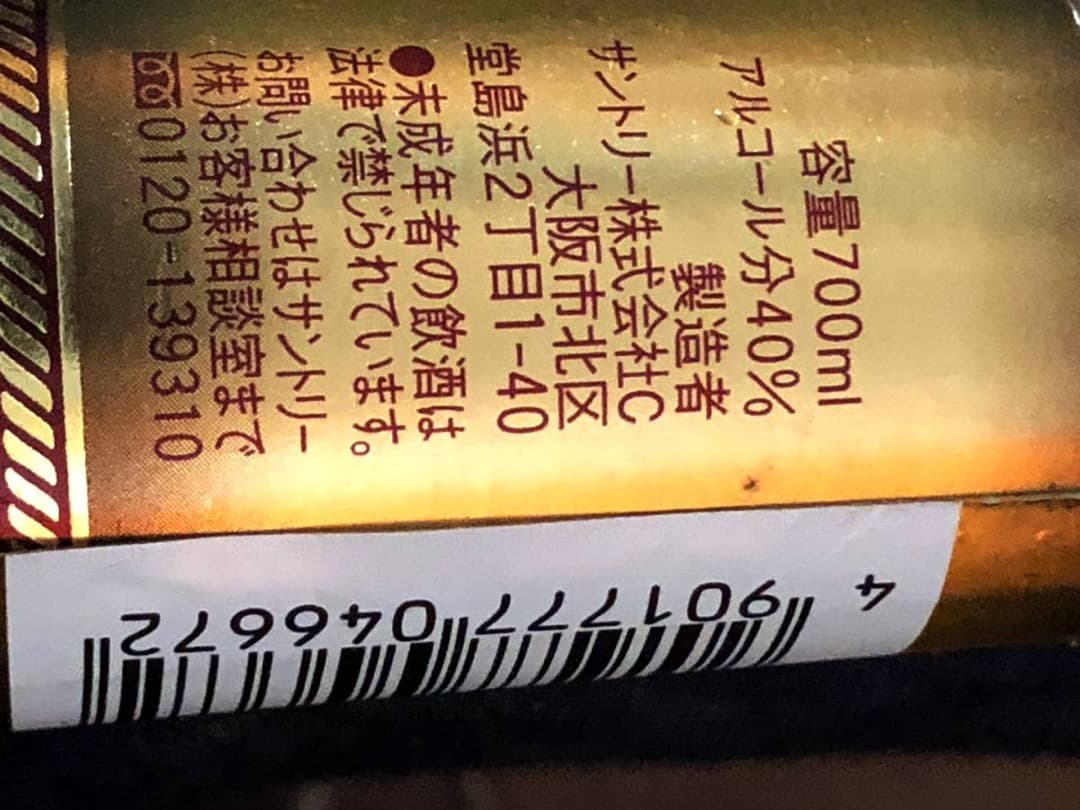 容量700ml
アルコール分40%
製造者
サントリー株式会社C
大阪市北区
堂島浜2丁目1-40
●未成年者の飲酒は
法律で禁じられています。
お問い合わせはサントリー
(株)お客様相談室まで
0120-139310
4 901777 046672